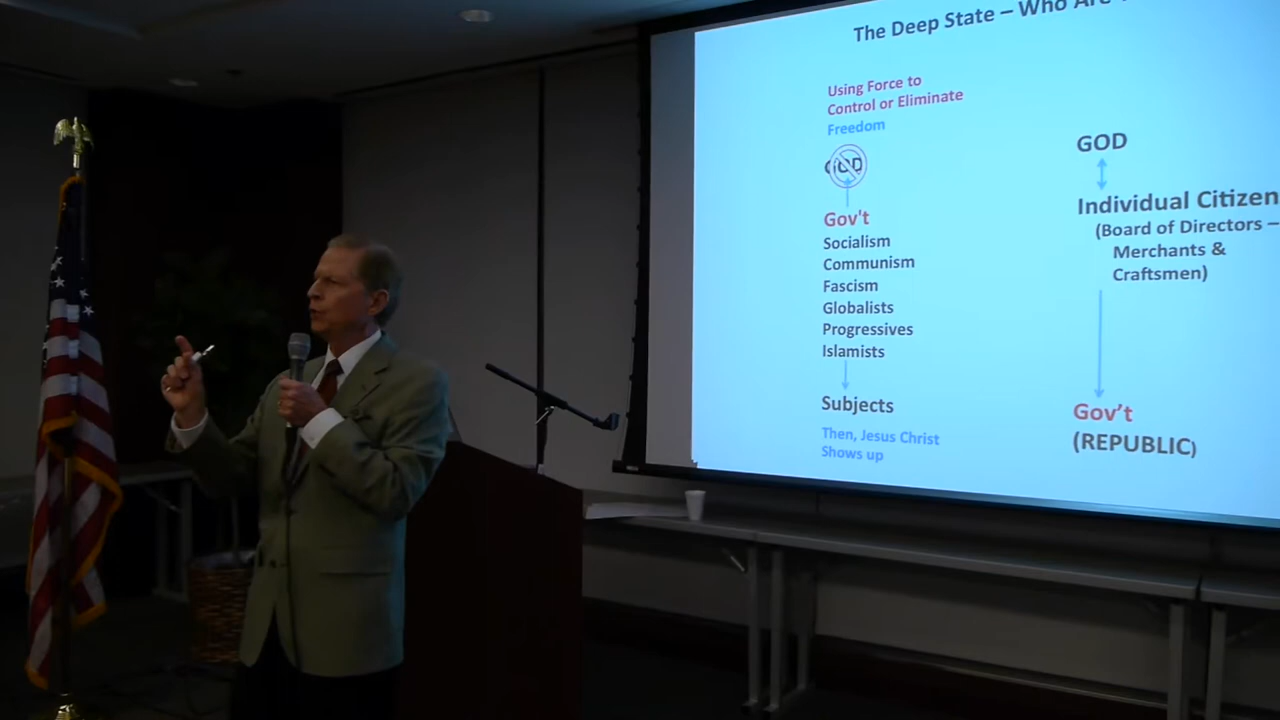 The Deep State – Who Are
Using Force to
Control or Eliminate
Freedom
GOD
Gov't
Socialism
Communism
Fascism
Globalists
Progressives
Islamists
Subjects
Then, Jesus Christ
Shows up
GOD
Individual Citizen
(Board of Directors –
Merchants &
Craftsmen)
Gov’t
(REPUBLIC)